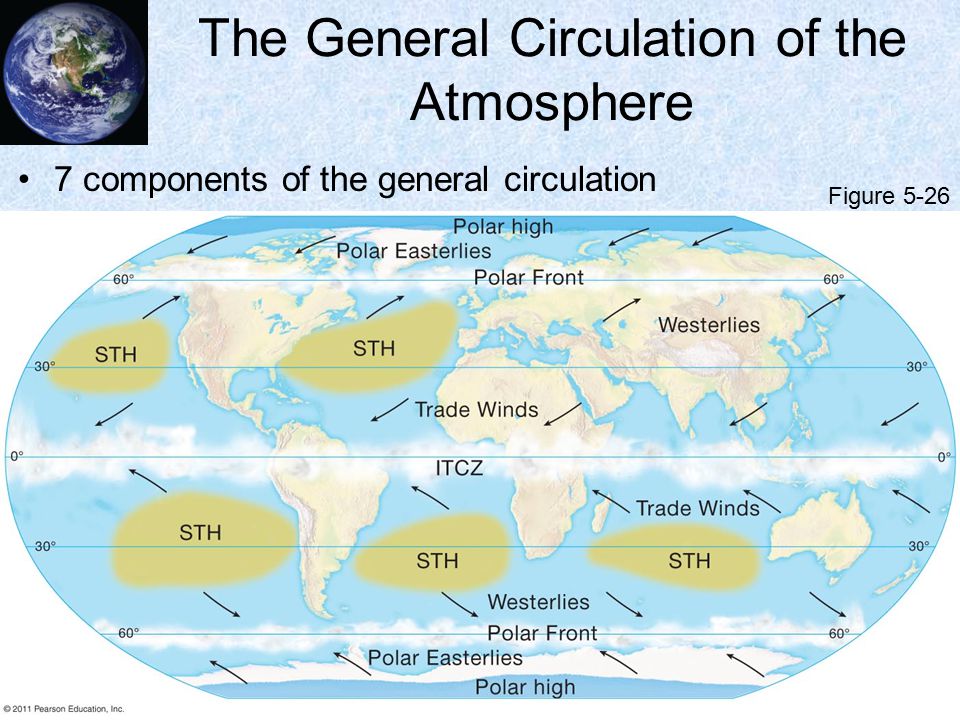 The General Circulation of the
Atmosphere
• 7 components of the general circulation
Figure 5-26
Polar high
Polar Easterlies
60° Polar Front 60°
Westerlies
STH STH
30° 30°
Trade Winds
0° ITCZ 0°
Trade Winds
STH
30° STH STH 30°
Westerlies
60° Polar Front 60°
Polar Easterlies
Polar high
© 2011 Pearson Education, Inc.